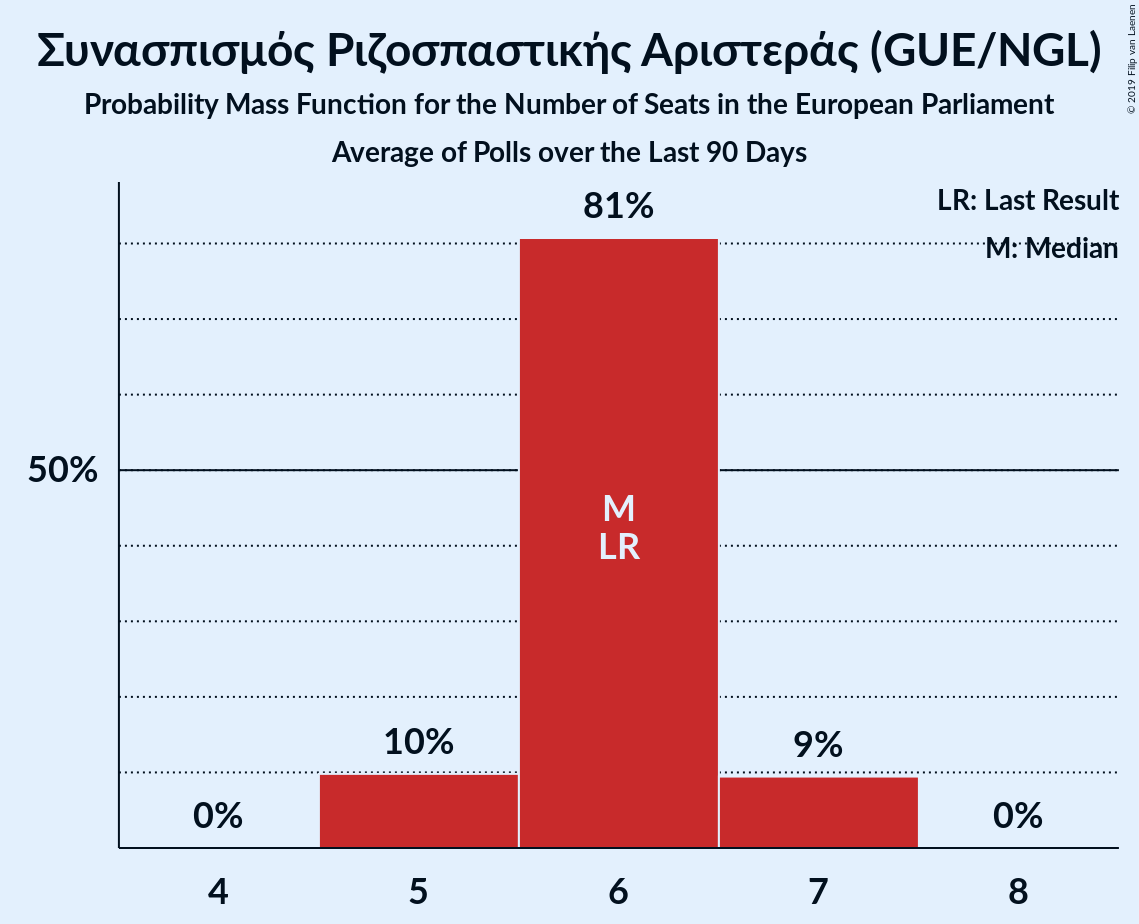 Συνασπισμός Ριζοσπαστικής Αριστεράς (GUE/NGL)
Probability Mass Function for the Number of Seats in the European Parliament
Average of Polls over the Last 90 Days
© 2019 Filip van Laenen
LR: Last Result
M: Median
81%
50%
M
LR
10%
9%
0%
0%
4 5 6 7 8